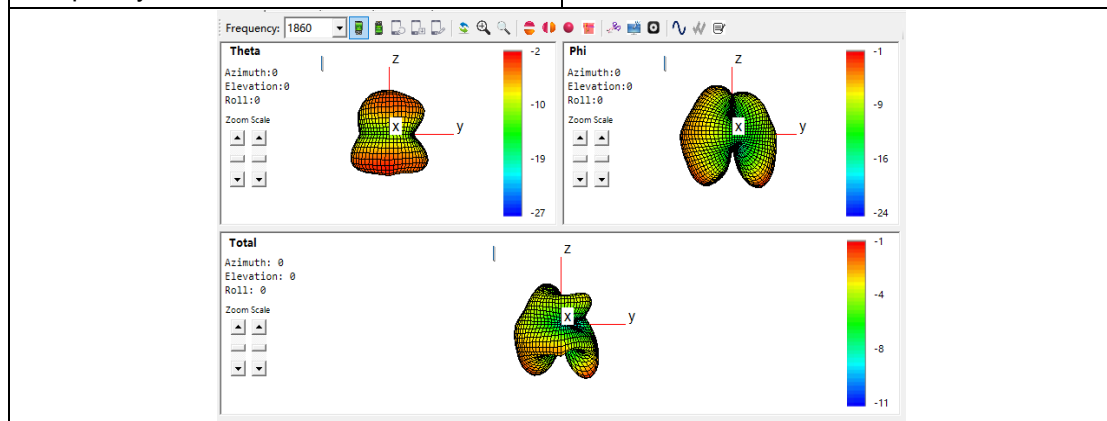 Frequency: 1860
Theta
Azimuth:0
Elevation:0
Roll:0
Zoom Scale
z
x
y
-2
-10
-19
-27
Phi
Azimuth:0
Elevation:0
Roll:0
Zoom Scale
z
x
y
-1
-9
-16
-24
Total
Azimuth: 0
Elevation: 0
Roll: 0
Zoom Scale
z
x
y
-1
-4
-8
-11